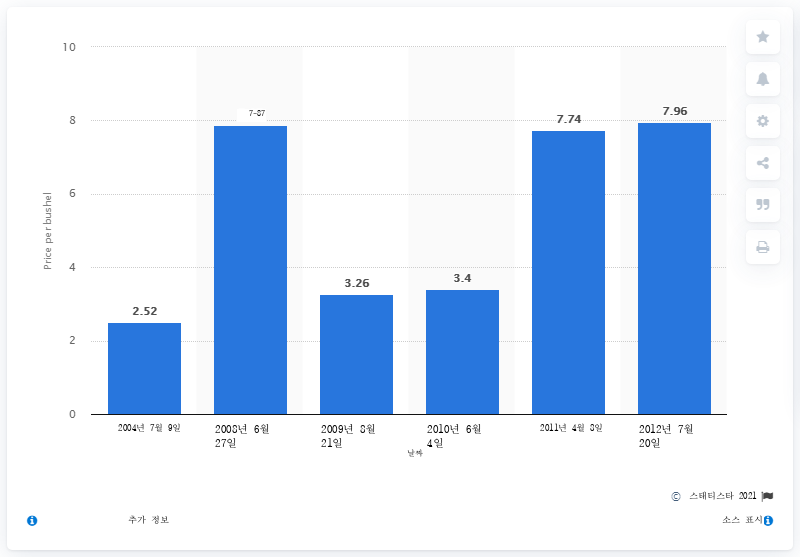 10
8
6
4
2
0
Price per bushel
2.52
7-87
3.26
3.4
7.74
7.96
2004년 7월 9일
2008년 6월
27일
2009년 8월
21일
2010년 6월
4일
2011년 4월 8일
2012년 7월
20일
날짜
© 스태티스타 2021
추가 정보
소스 표시